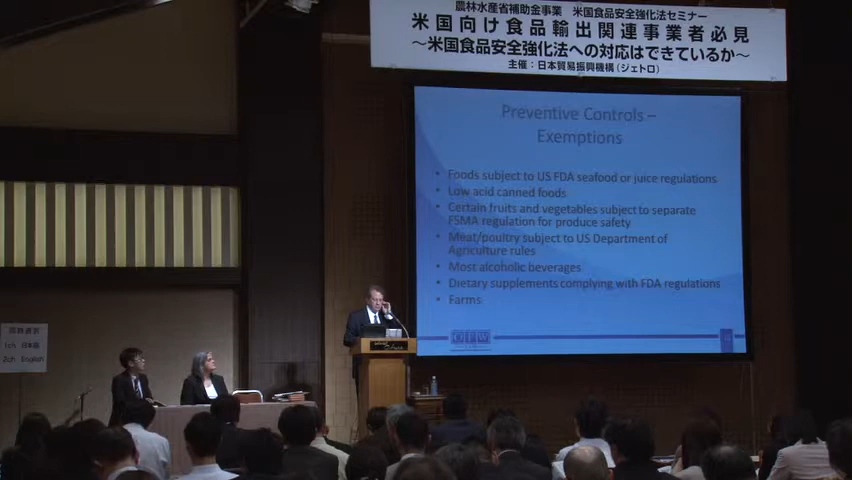 農林水産省補助金事業 米国食品安全強化法セミナー
米国向け食品輸出関連事業者必見
~米国食品安全強化法への対応はできているか~
主催:日本貿易振興機構(ジェトロ)
Preventive Controls –
Exemptions
• Foods subject to US FDA seafood or juice regulations
• Low acid canned foods
• Certain fruits and vegetables subject to separate
FSMA regulation for produce safety
• Meat/poultry subject to US Department of
Agriculture rules
• Most alcoholic beverages
• Dietary supplements complying with FDA regulations
• Farms
OFW
同時通訳
1ch 日本語
2ch English